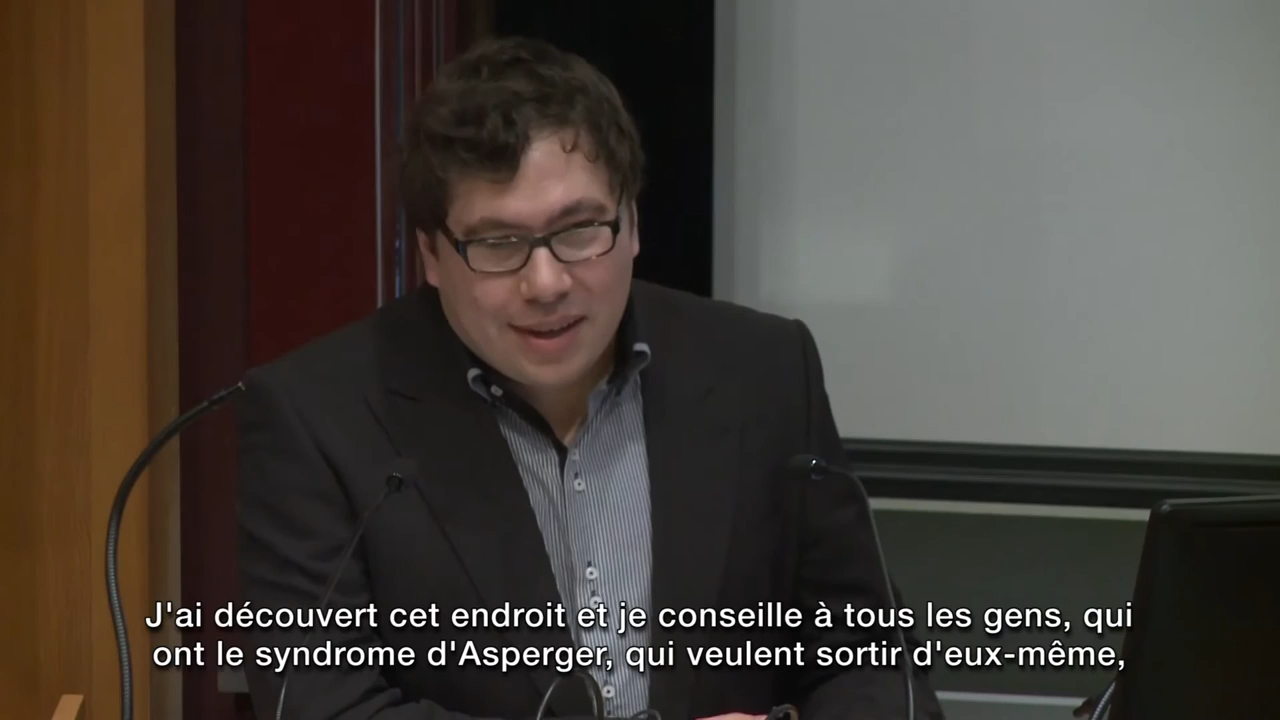 J'ai découvert cet endroit et je conseille à tous les gens, qui
ont le syndrome d'Asperger, qui veulent sortir d'eux-même,